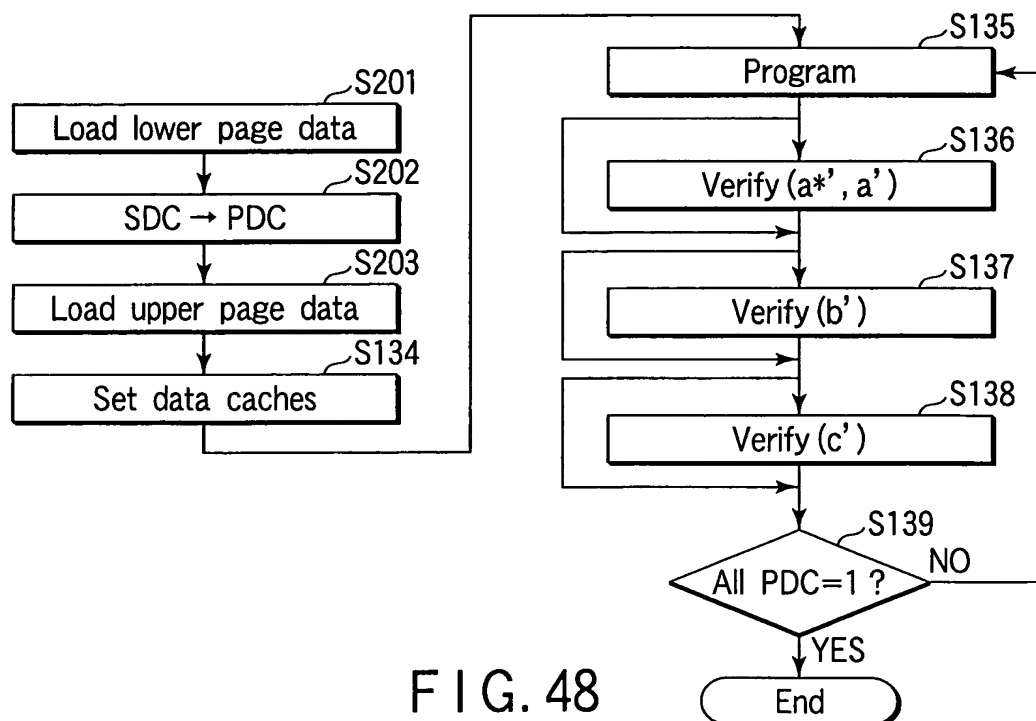 S201
Load lower page data
S202
SDC → PDC
S203
Load upper page data
S134
Set data caches
S135
Program
S136
Verify (a*', a')
S137
Verify (b')
S138
Verify (c')
S139
All PDC=1 ?
NO
YES
End
FIG. 48